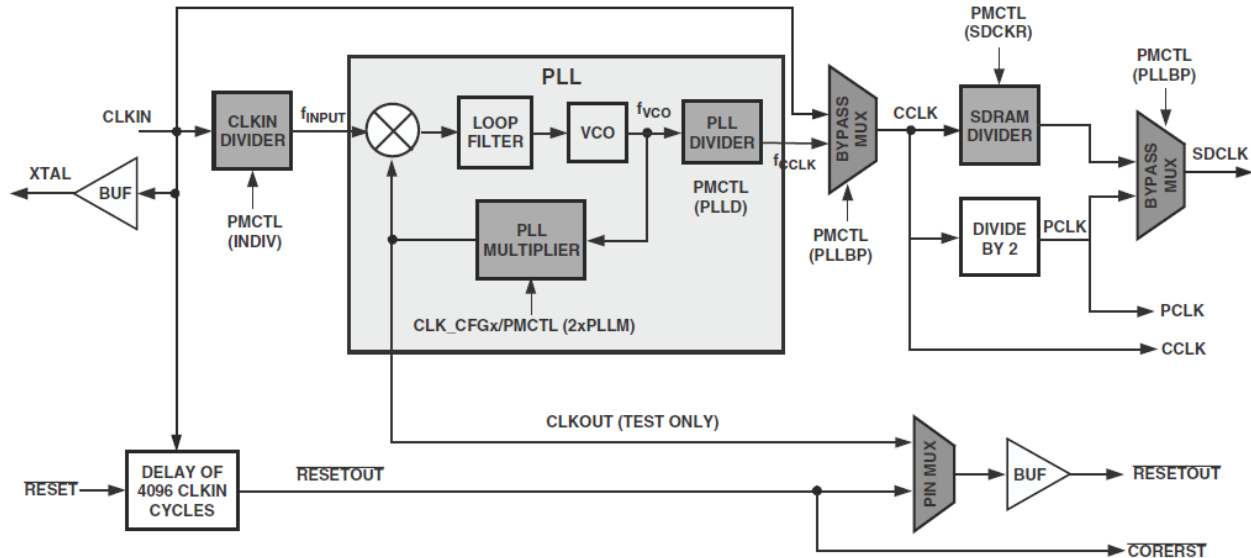 PMCTL
(SDCKR)
PMCTL
(PLLBP)
PLL
CLKIN
CLKIN
DIVIDER
fINPUT
LOOP
FILTER
VCO
fVCO
PLL
DIVIDER
fCCLK
BYPASS
MUX
CCLK
SDRAM
DIVIDER
BYPASS
MUX
SDCLK
XTAL
BUF
PMCTL
(INDIV)
PLL
MULTIPLIER
PMCTL
(PLLD)
PMCTL
(PLLBP)
DIVIDE
BY 2
PCLK
CLK_CFGx/PMCTL (2xPLLM)
PCLK
CCLK
CLKOUT (TEST ONLY)
RESET
DELAY OF
4096 CLKIN
CYCLES
RESETOUT
PIN MUX
BUF
RESETOUT
CORERST